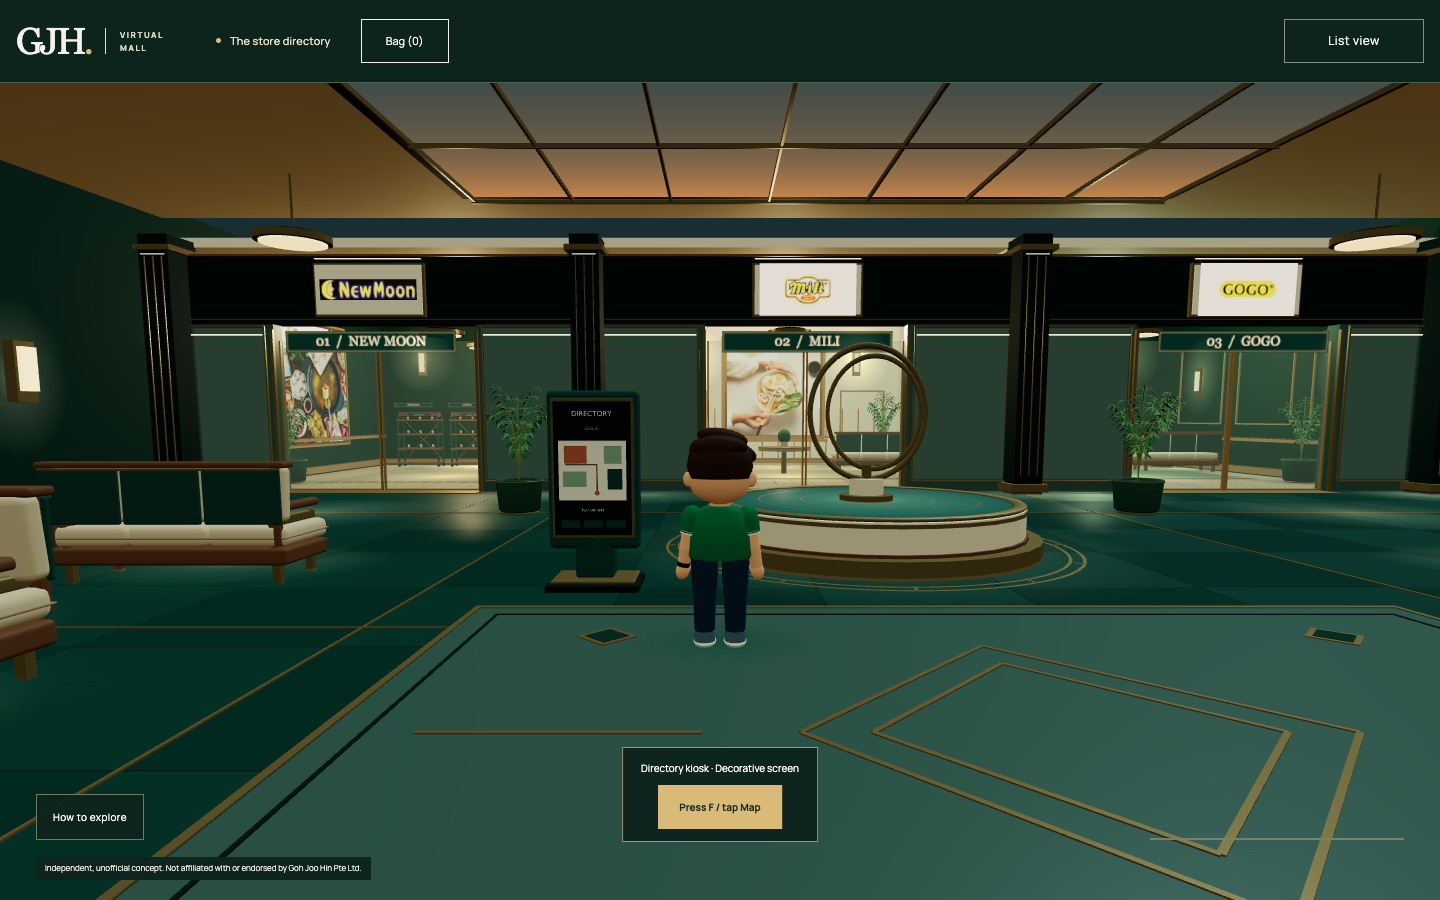 GJH.
VIRTUAL
MALL
The store directory
Bag (0)
List view
NewMoon
Mili
GOGO®
01 / NEW MOON
02 / MILI
03 / GOGO
DIRECTORY
Directory kiosk · Decorative screen
Press F / tap Map
How to explore
Independent, unofficial concept. Not affiliated with or endorsed by Goh Joo Hin Pte Ltd.